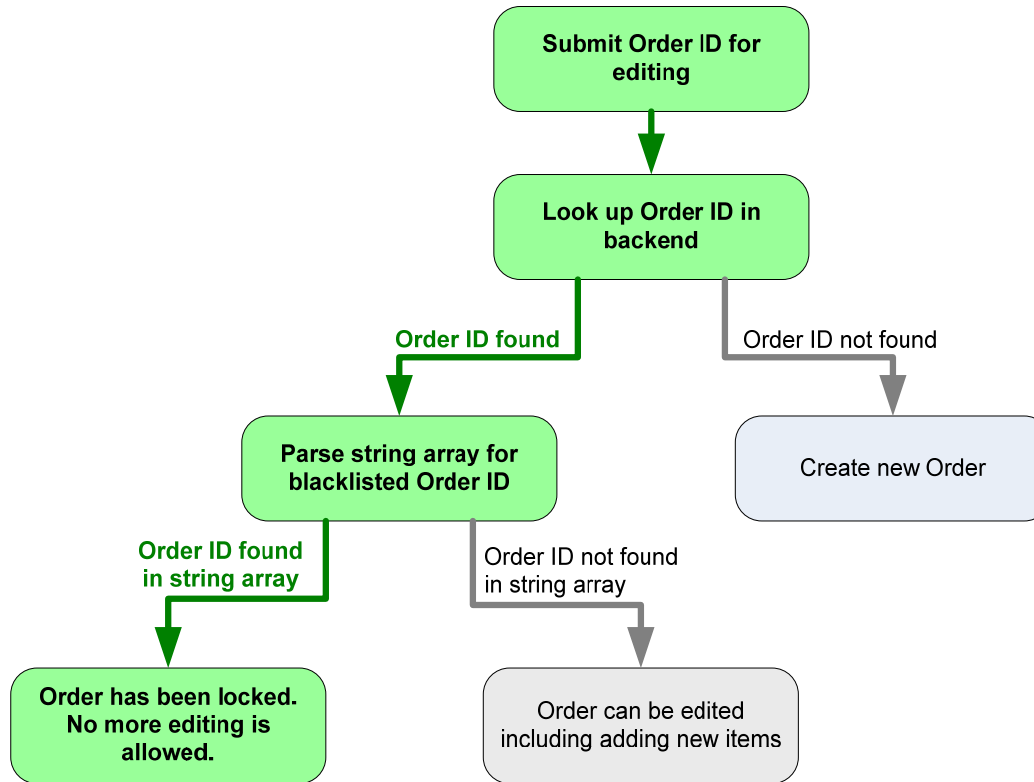 Submit Order ID for
editing
Look up Order ID in
backend
Order ID found
Order ID not found
Parse string array for
blacklisted Order ID
Create new Order
Order ID found
in string array
Order ID not found
in string array
Order has been locked.
No more editing is
allowed.
Order can be edited
including adding new items